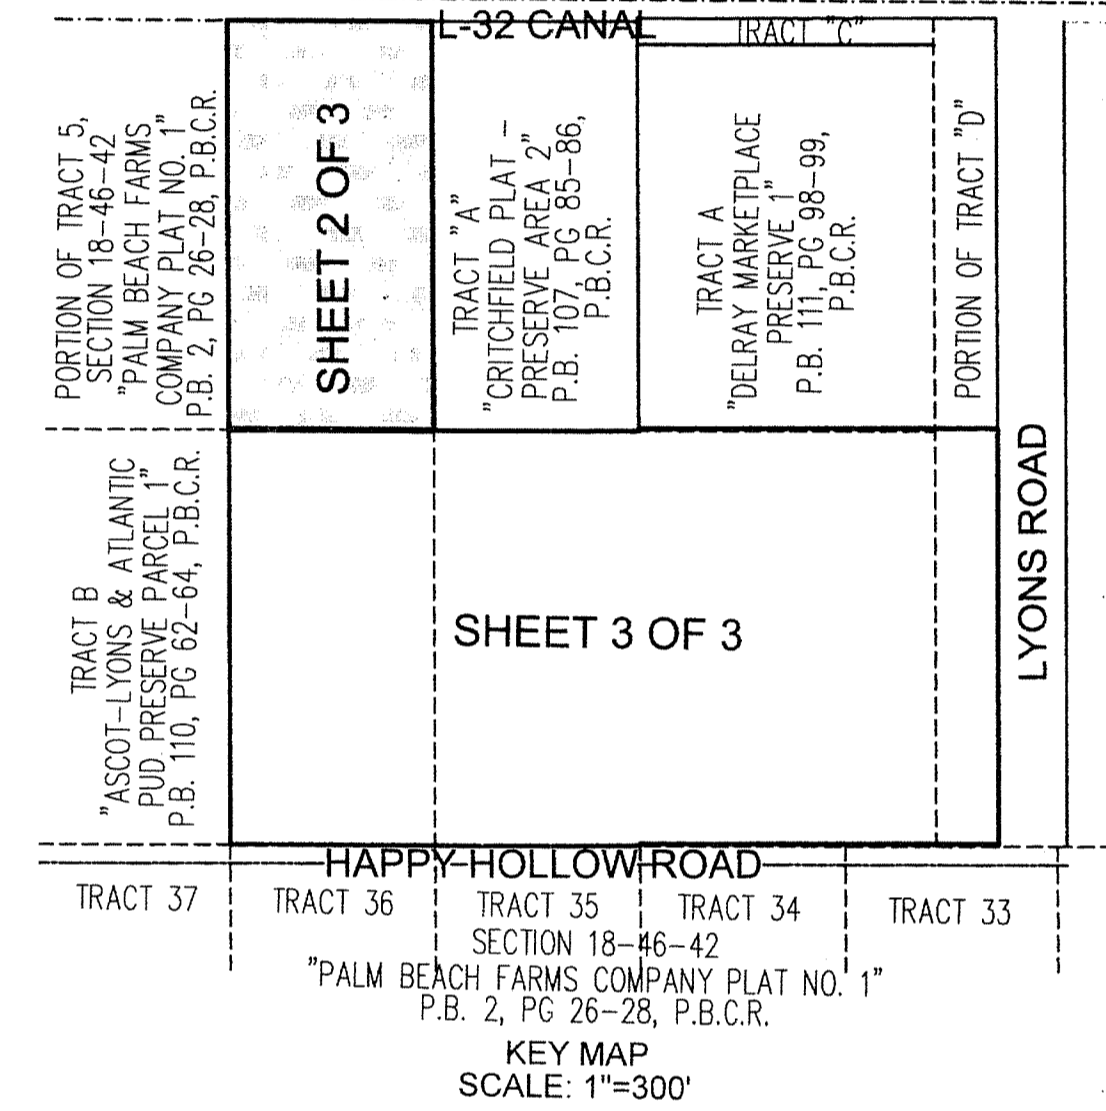 L-32 CANAL
TRACT "C"
PORTION OF TRACT 5,
SECTION 18-46-42
"PALM BEACH FARMS
COMPANY PLAT NO. 1"
P.B. 2, PG 26-28, P.B.C.R.
SHEET 2 OF 3
TRACT "A"
"CRITCHFIELD PLAT -
PRESERVE AREA 2"
P.B. 107, PG 85-86,
P.B.C.R.
TRACT A
"DELRAY MARKETPLACE
PRESERVE 1"
P.B. 111, PG 98-99,
P.B.C.R.
PORTION OF TRACT "D"
LYONS ROAD
TRACT B
"ASCOT-LYONS & ATLANTIC
PUD PRESERVE PARCEL 1"
P.B. 110, PG 62-64, P.B.C.R.
SHEET 3 OF 3
HAPPY HOLLOW ROAD
TRACT 37
TRACT 36
TRACT 35
TRACT 34
TRACT 33
SECTION 18-46-42
"PALM BEACH FARMS COMPANY PLAT NO. 1"
P.B. 2, PG 26-28, P.B.C.R.
KEY MAP
SCALE: 1"=300'